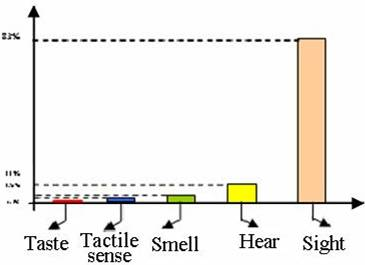 83%
11%
Taste
Tactile
sense
Smell
Hear
Sight